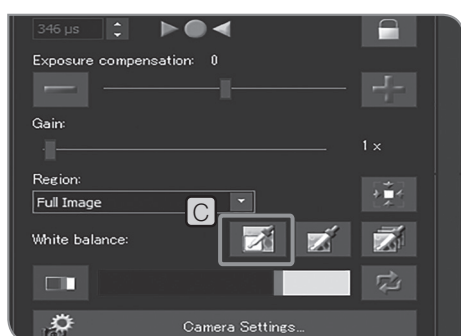 346 µs
Exposure compensation: 0
Gain:
1 x
Region:
Full Image
C
White balance:
Camera Settings...